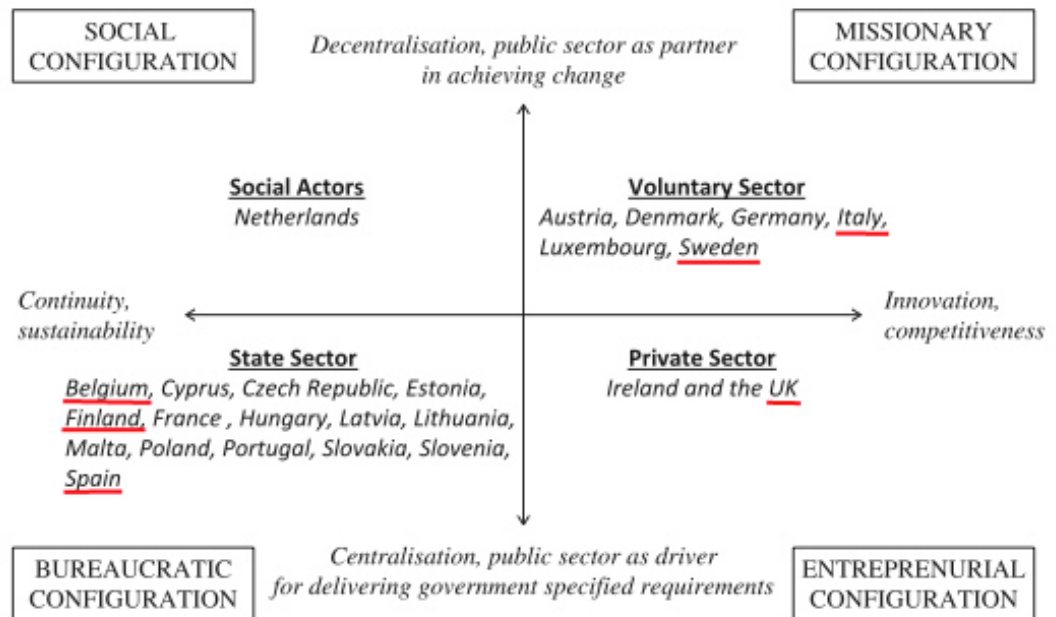 SOCIAL
CONFIGURATION
Decentralisation, public sector as partner
in achieving change
MISSIONARY
CONFIGURATION
Social Actors
Netherlands
Voluntary Sector
Austria, Denmark, Germany, Italy,
Luxembourg, Sweden
Continuity,
sustainability
Innovation,
competitiveness
State Sector
Belgium, Cyprus, Czech Republic, Estonia,
Finland, France , Hungary, Latvia, Lithuania,
Malta, Poland, Portugal, Slovakia, Slovenia,
Spain
Private Sector
Ireland and the UK
BUREAUCRATIC
CONFIGURATION
Centralisation, public sector as driver
for delivering government specified requirements
ENTREPRENURIAL
CONFIGURATION